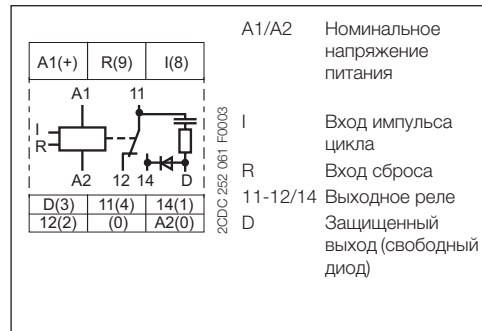 A1(+) R(9) I(8)
A1 11
I
R
A2 12 14 D
D(3) 11(4) 14(1)
12(2) (0) A2(0)
2CDC 252 061 F0003
A1/A2 Номинальное
напряжение
питания
I Вход импульса
цикла
R Вход сброса
11-12/14 Выходное реле
D Защищенный
выход (свободный
диод)